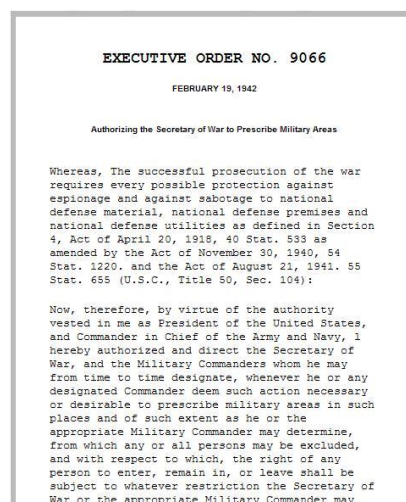 EXECUTIVE ORDER NO. 9066
FEBRUARY 19, 1942
Authorizing the Secretary of War to Prescribe Military Areas
Whereas, The successful prosecution of the war
requires every possible protection against
espionage and against sabotage to national
defense material, national defense premises and
national defense utilities as defined in Section
4, Act of April 20, 1918, 40 Stat. 533 as
amended by the Act of November 30, 1940, 54
Stat. 1220. and the Act of August 21, 1941. 55
Stat. 655 (U.S.C., Title 50, Sec. 104):
Now, therefore, by virtue of the authority
vested in me as President of the United States,
and Commander in Chief of the Army and Navy, l
hereby authorized and direct the Secretary of
War, and the Military Commanders whom he may
from time to time designate, whenever he or any
designated Commander deem such action necessary
or desirable to prescribe military areas in such
places and of such extent as he or the
appropriate Military Commander may determine,
from which any or all persons may be excluded,
and with respect to which, the right of any
person to enter, remain in, or leave shall be
subject to whatever restriction the Secretary of
War or the appropriate Military Commander may